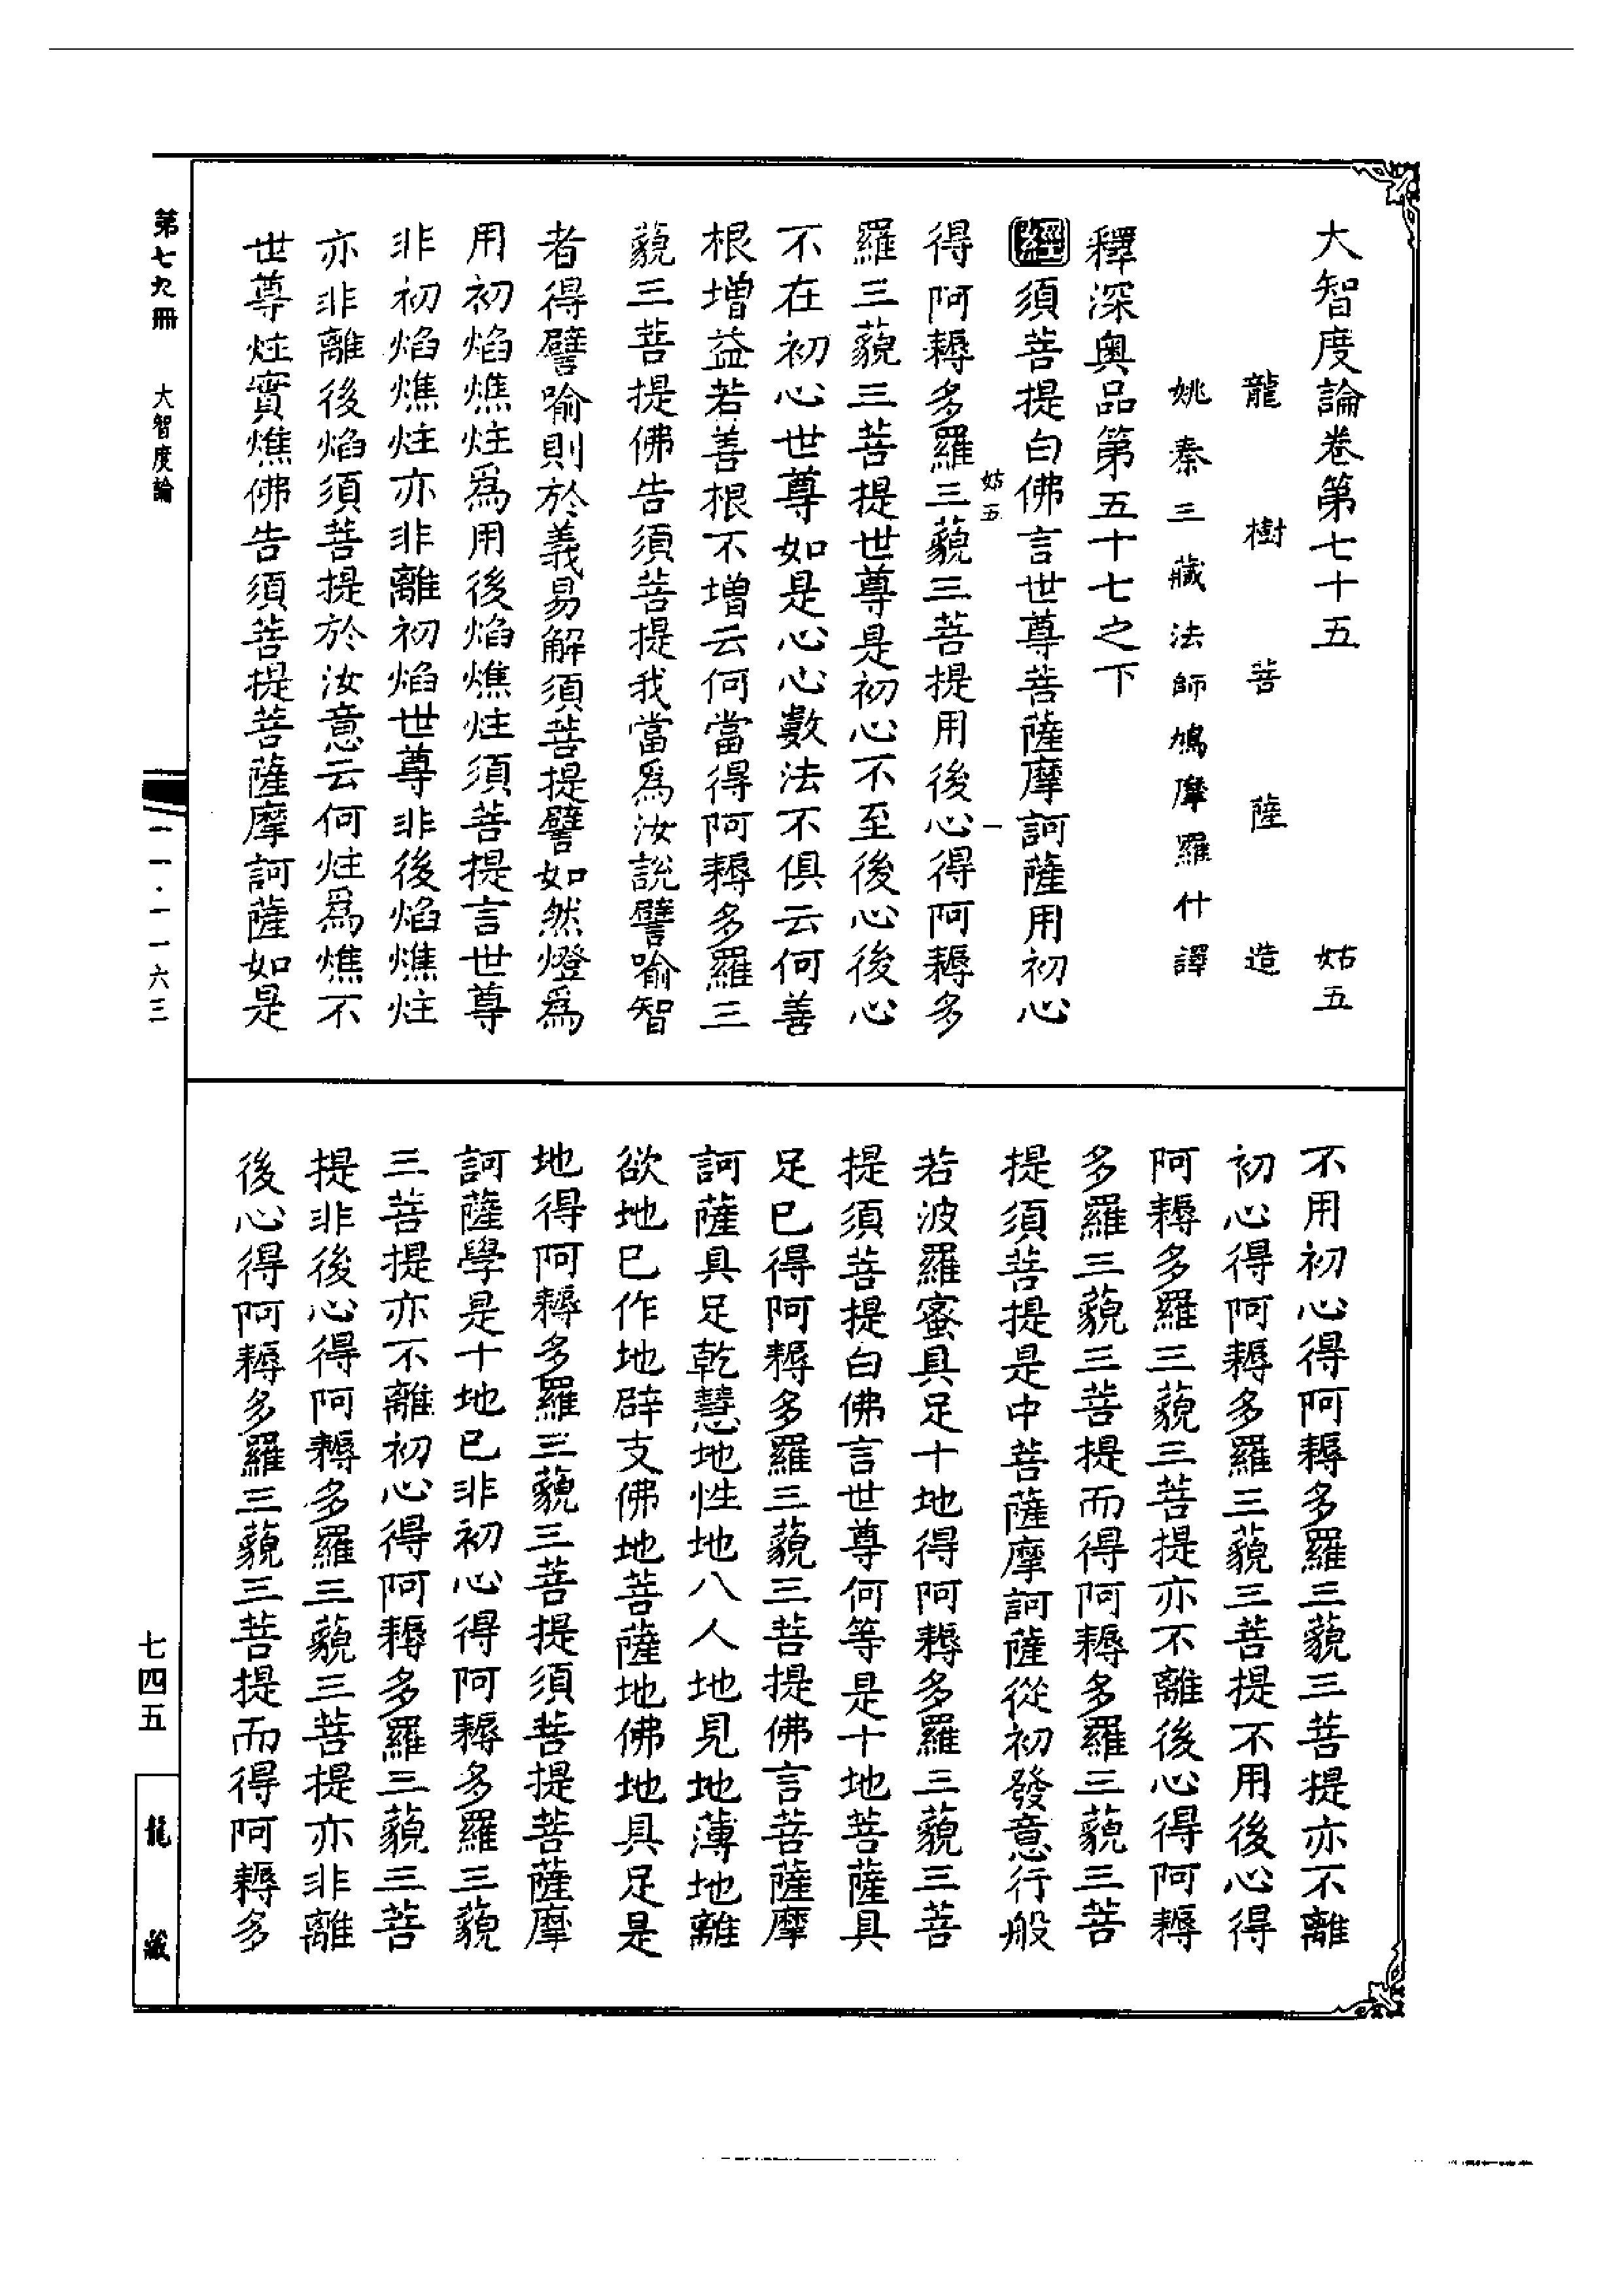 大智度論卷第七十五 姑五
龍樹菩薩造
姚秦三藏法師鳩摩羅什譯
釋深奧品第五十七之下
經須菩提白佛言世尊菩薩摩訶薩用初心
姑五 一
得阿耨多羅三藐三菩提用後心得阿耨多
羅三藐三菩提世尊是初心不至後心後心
不在初心世尊如是心心數法不俱云何善
根增益若善根不增云何當得阿耨多羅三
藐三菩提佛告須菩提我當爲汝說譬喻智
者得譬喻則於義易解須菩提譬如然燈爲
用初焰燋炷爲用後焰燋炷須菩提言世尊
非初焰燋炷亦非離初焰世尊非後焰燋炷
亦非離後焰須菩提於汝意云何炷爲燋不
世尊炷實燋佛告須菩提菩薩摩訶薩如是
不用初心得阿耨多羅三藐三菩提亦不離
初心得阿耨多羅三藐三菩提不用後心得
阿耨多羅三藐三菩提亦不離後心得阿耨
多羅三藐三菩提而得阿耨多羅三藐三菩
提須菩提是中菩薩摩訶薩從初發意行般
若波羅蜜具足十地得阿耨多羅三藐三菩
提須菩提白佛言世尊何等是十地菩薩具
足已得阿耨多羅三藐三菩提佛言菩薩摩
訶薩具足乾慧地性地八人地見地薄地離
欲地已作地辟支佛地菩薩地佛地具足是
地得阿耨多羅三藐三菩提須菩提菩薩摩
訶薩學是十地已非初心得阿耨多羅三藐
三菩提亦不離初心得阿耨多羅三藐三菩
提非後心得阿耨多羅三藐三菩提亦非離
後心得阿耨多羅三藐三菩提而得阿耨多
第七九冊 大智度論
一一·一一六三
七四五
龍藏